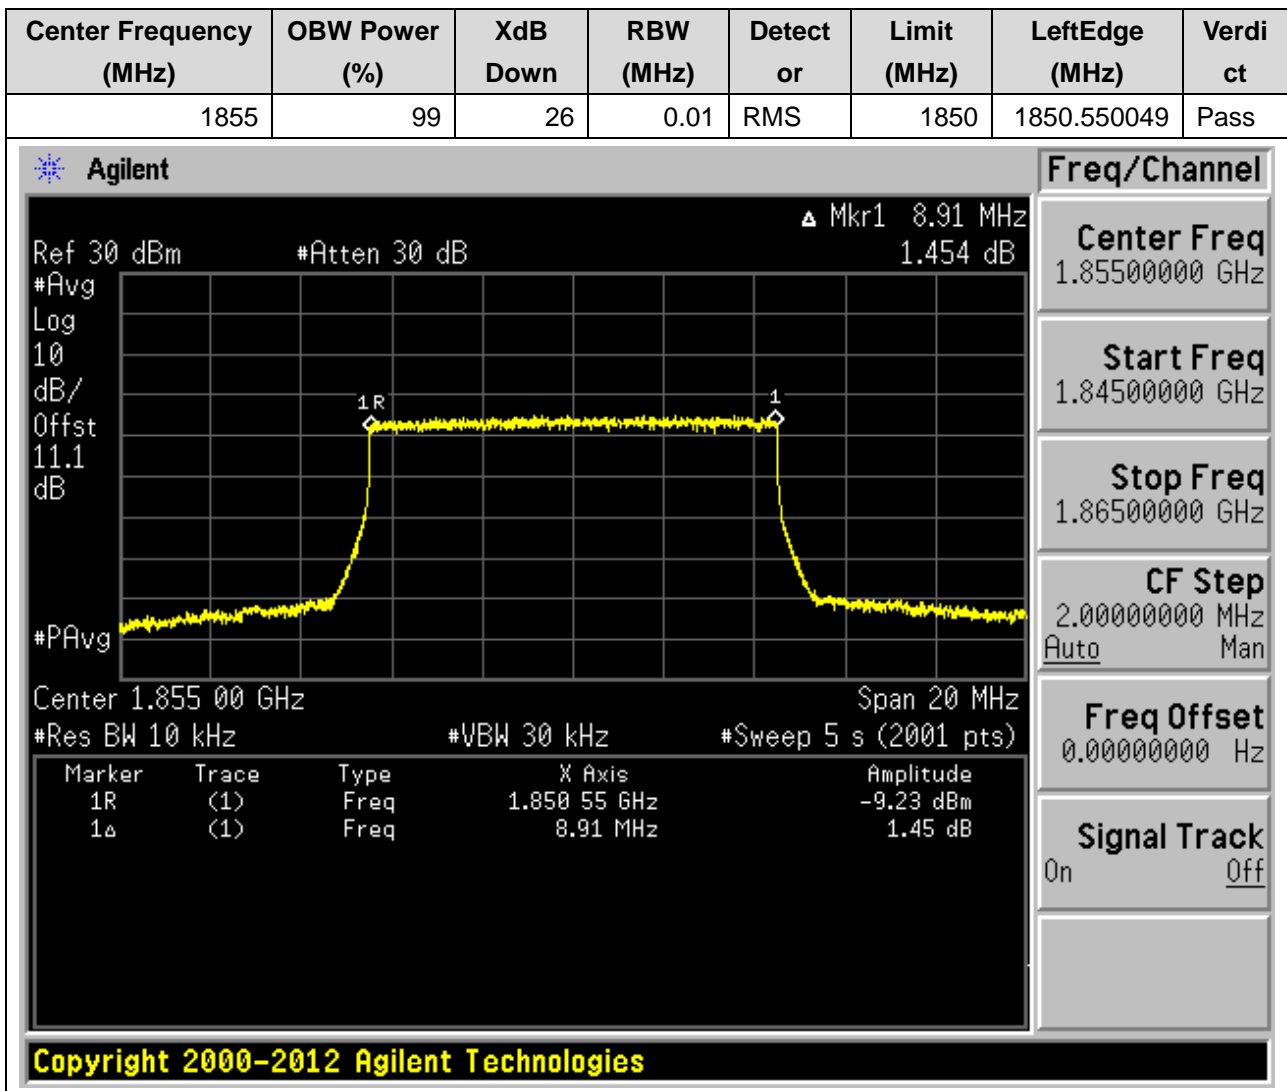 Center Frequency (MHz) OBW Power (%) XdB Down RBW (MHz) Detect or Limit (MHz) LeftEdge (MHz) Verdi ct
1855 99 26 0.01 RMS 1850 1850.550049 Pass
Agilent
Freq/Channel
Δ Mkr1 8.91 MHz
Ref 30 dBm #Atten 30 dB 1.454 dB
#Avg
Log
10
dB/
Offst
11.1
dB
#PAvg
1R
1
Center 1.855 00 GHz Span 20 MHz
#Res BW 10 kHz #VBW 30 kHz #Sweep 5 s (2001 pts)
Marker Trace Type X Axis Amplitude
1R (1) Freq 1.850 55 GHz -9.23 dBm
1Δ (1) Freq 8.91 MHz 1.45 dB
Center Freq
1.85500000 GHz
Start Freq
1.84500000 GHz
Stop Freq
1.86500000 GHz
CF Step
2.00000000 MHz
Auto Man
Freq Offset
0.00000000 Hz
Signal Track
On Off
Copyright 2000-2012 Agilent Technologies